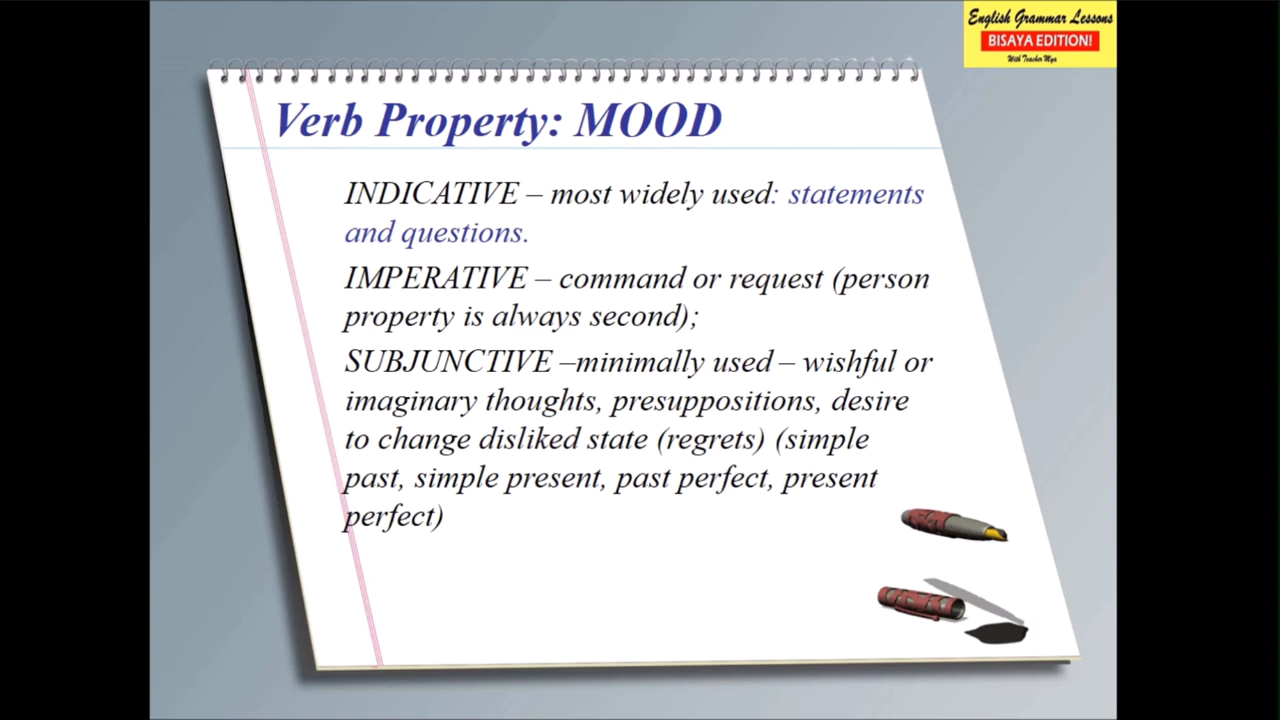 English Grammar Lessons
BISAYA EDITION!
With Teacher Mya
Verb Property: MOOD
INDICATIVE – most widely used: statements
and questions.
IMPERATIVE – command or request (person
property is always second);
SUBJUNCTIVE –minimally used – wishful or
imaginary thoughts, presuppositions, desire
to change disliked state (regrets) (simple
past, simple present, past perfect, present
perfect)